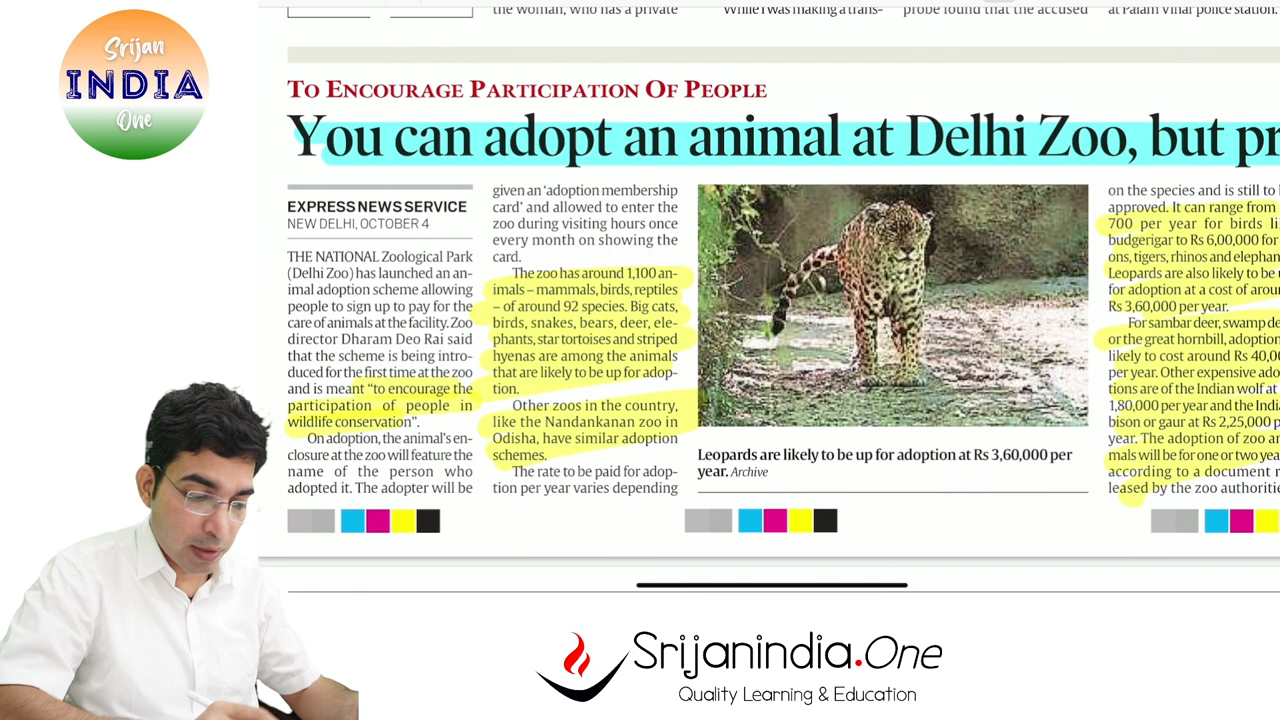 Srijan
INDIA
One
the woman, who has a private
While I was making a trans-
probe found that the accused
at Palam Vihar police station.
TO ENCOURAGE PARTICIPATION OF PEOPLE
You can adopt an animal at Delhi Zoo, but pr
EXPRESS NEWS SERVICE
NEW DELHI, OCTOBER 4
THE NATIONAL Zoological Park
(Delhi Zoo) has launched an an-
imal adoption scheme allowing
people to sign up to pay for the
care of animals at the facility. Zoo
director Dharam Deo Rai said
that the scheme is being intro-
duced for the first time at the zoo
and is meant “to encourage the
participation of people in
wildlife conservation”.
On adoption, the animal’s en-
closure at the zoo will feature the
name of the person who
adopted it. The adopter will be
given an ‘adoption membership
card’ and allowed to enter the
zoo during visiting hours once
every month on showing the
card.
The zoo has around 1,100 an-
imals – mammals, birds, reptiles
– of around 92 species. Big cats,
birds, snakes, bears, deer, ele-
phants, star tortoises and striped
hyenas are among the animals
that are likely to be up for adop-
tion.
Other zoos in the country,
like the Nandankanan zoo in
Odisha, have similar adoption
schemes.
The rate to be paid for adop-
tion per year varies depending
Leopards are likely to be up for adoption at Rs 3,60,000 per
year. Archive
on the species and is still to
approved. It can range from
700 per year for birds li
budgerigar to Rs 6,00,000 for
ons, tigers, rhinos and elephan
Leopards are also likely to be
for adoption at a cost of arou
Rs 3,60,000 per year.
For sambar deer, swamp de
or the great hornbill, adoption
likely to cost around Rs 40,00
per year. Other expensive ado
tions are of the Indian wolf at
1,80,000 per year and the India
bison or gaur at Rs 2,25,000 p
year. The adoption of zoo an
mals will be for one or two yea
according to a document r
leased by the zoo authoritie
Srijanindia.One
Quality Learning & Education